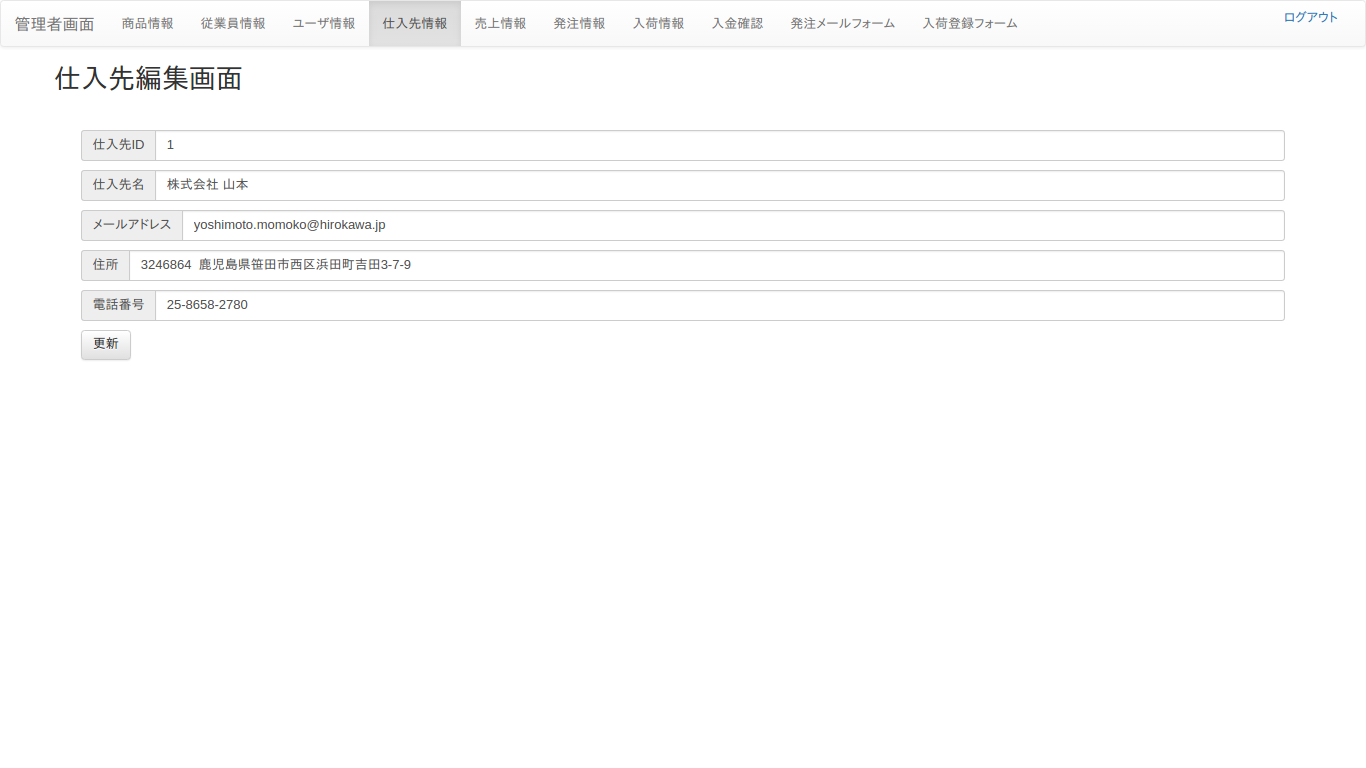 管理者画面 商品情報 従業員情報 ユーザ情報 仕入先情報 売上情報 発注情報 入荷情報 入金確認 発注メールフォーム 入荷登録フォーム ログアウト
仕入先編集画面
仕入先ID 1
仕入先名 株式会社 山本
メールアドレス yoshimoto.momoko@hirokawa.jp
住所 3246864  鹿児島県笹田市西区浜田町吉田3-7-9
電話番号 25-8658-2780
更新